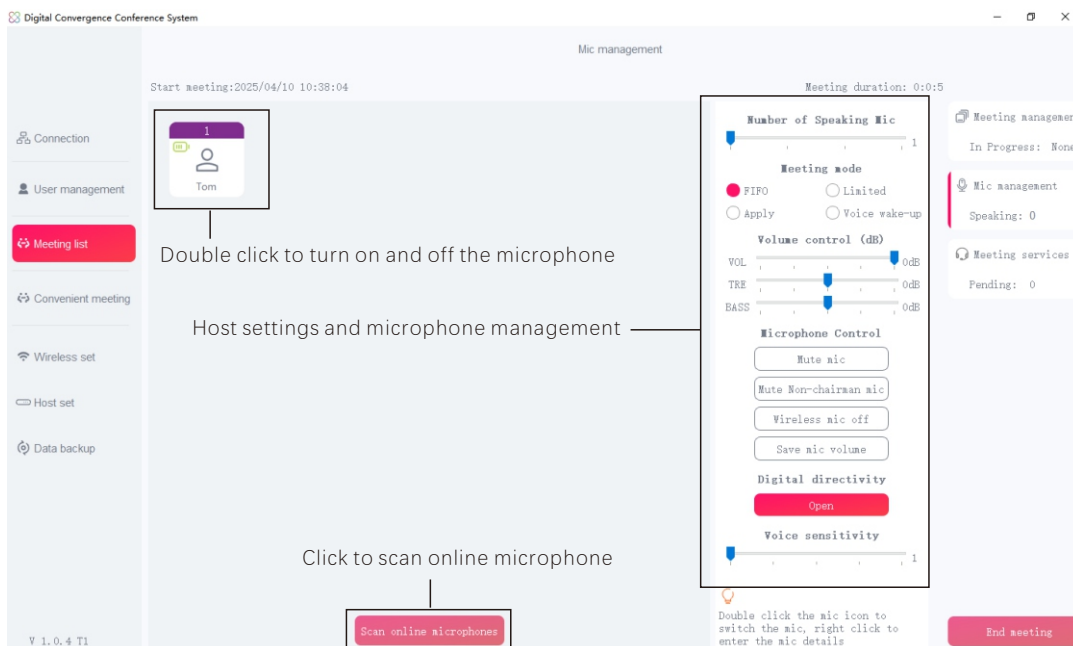 Digital Convergence Conference System
Mic management
Start meeting:2025/04/10 10:38:04
Meeting duration: 0:0:5
Connection
User management
Meeting list
Convenient meeting
Wireless set
Host set
Data backup
V 1.0.4 T1
1
Tom
Double click to turn on and off the microphone
Host settings and microphone management
Click to scan online microphone
Scan online microphones
Number of Speaking Mic
1
Meeting mode
FIFO Limited
Apply Voice wake-up
Volume control (dB)
VOL 0dB
TRE 0dB
BASS 0dB
Microphone Control
Mute mic
Mute Non-chairman mic
Wireless mic off
Save mic volume
Digital directivity
Open
Voice sensitivity
1
Double click the mic icon to
switch the mic, right click to
enter the mic details
Meeting managemen
In Progress: None
Mic management
Speaking: 0
Meeting services
Pending: 0
End meeting